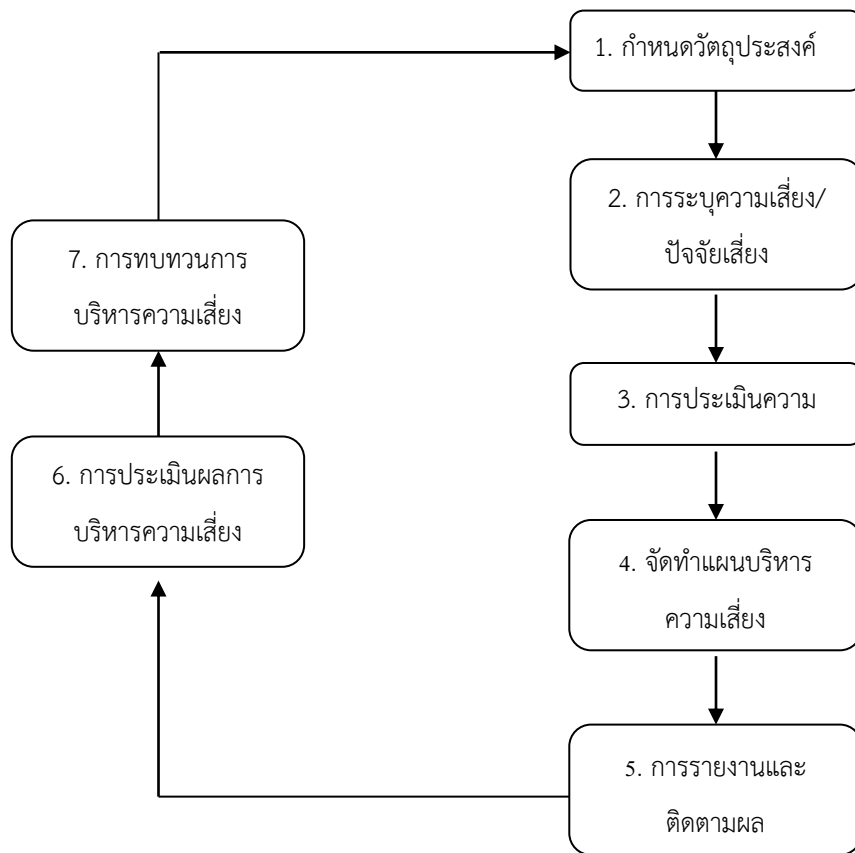 1. กำหนดวัตถุประสงค์
2. การระบุความเสี่ยง/
ปัจจัยเสี่ยง
3. การประเมินความ
4. จัดทำแผนบริหาร
ความเสี่ยง
5. การรายงานและ
ติดตามผล
6. การประเมินผลการ
บริหารความเสี่ยง
7. การทบทวนการ
บริหารความเสี่ยง